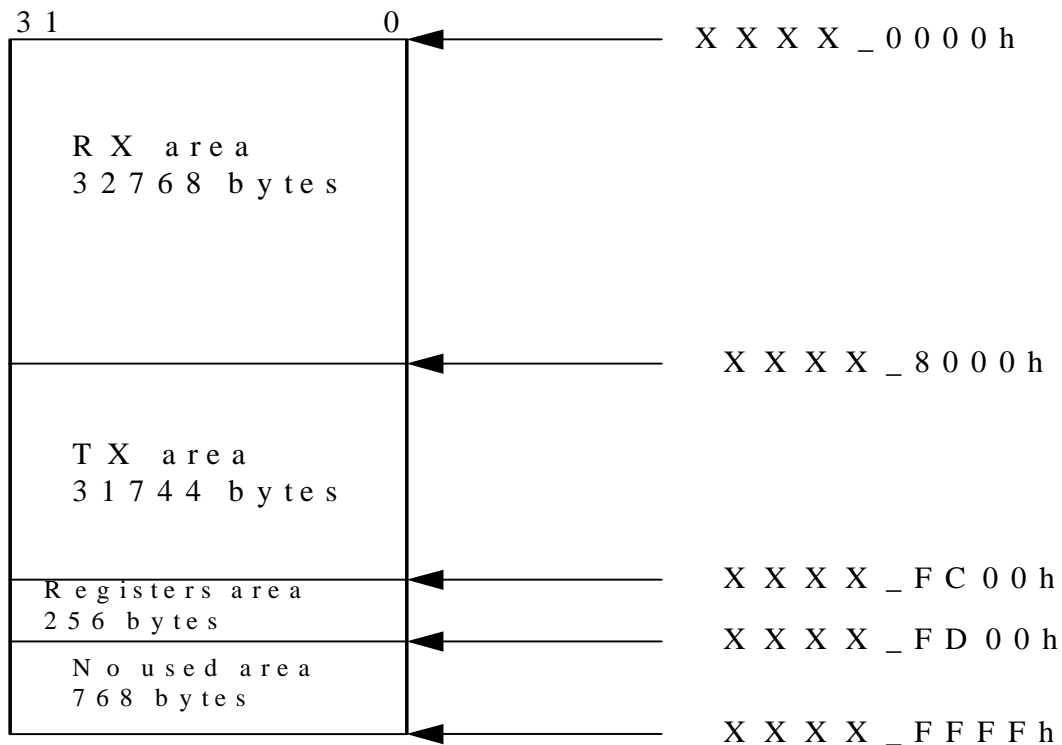 31 0
XXXX_0000h
RX area
32768 bytes
XXXX_8000h
TX area
31744 bytes
XXXX_FC00h
Registers area
256 bytes
XXXX_FD00h
No used area
768 bytes
XXXX_FFFFh